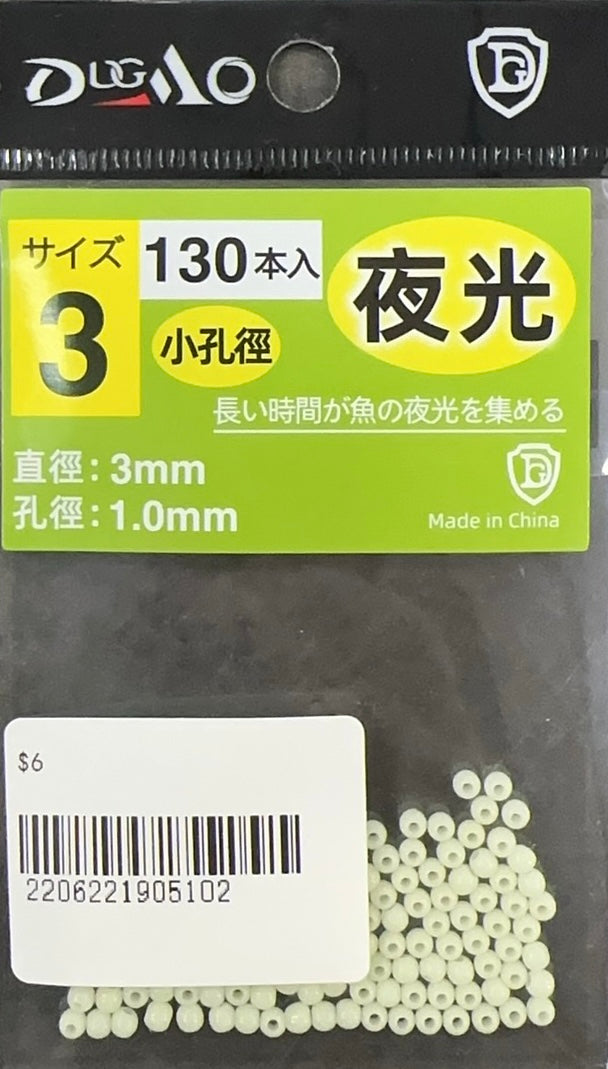 DUGMO
DG
サイズ
3
130本入
小孔徑
夜光
長い時間が魚の夜光を集める
直徑:3mm
孔徑:1.0mm
DG
Made in China
$6
2206221905102